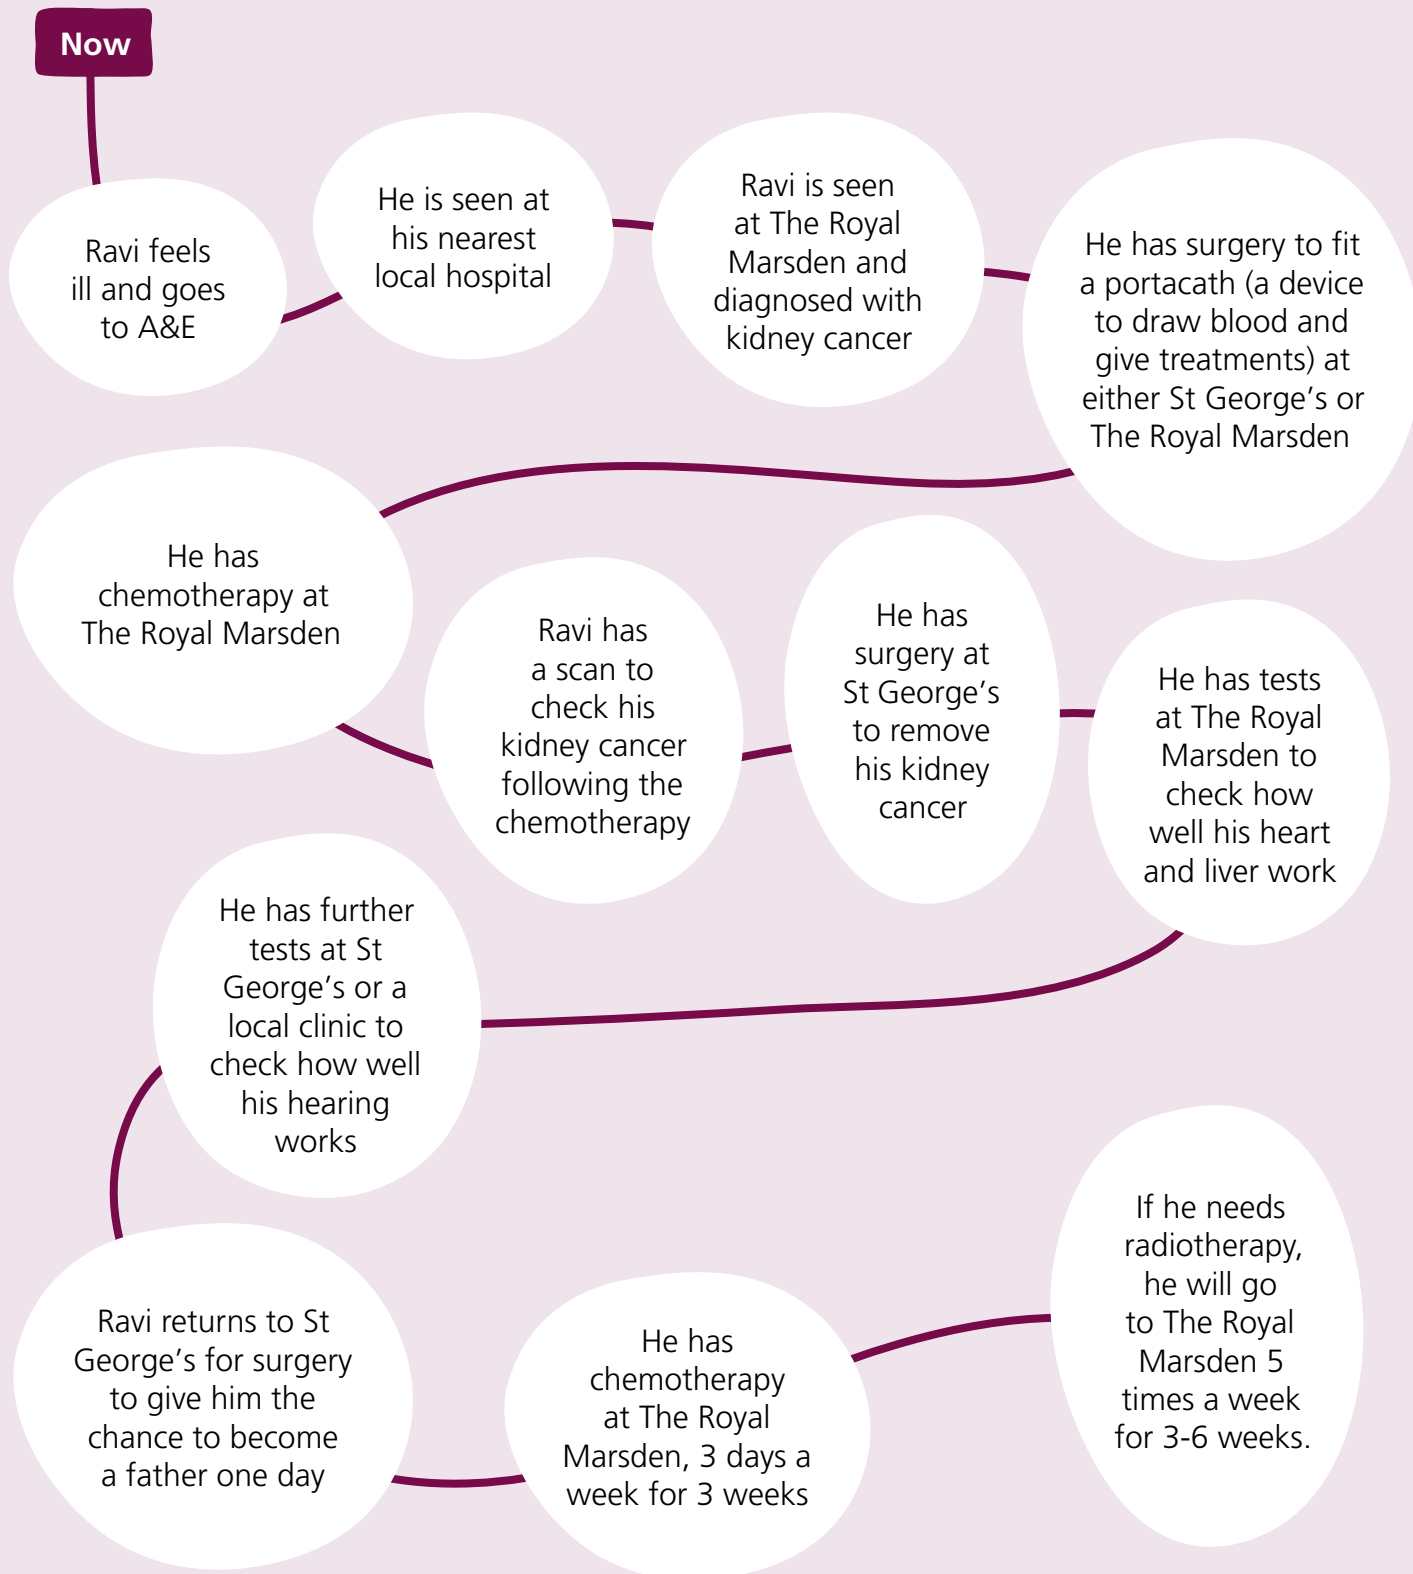 Now
Ravi feels
ill and goes
to A&E
He is seen at
his nearest
local hospital
Ravi is seen
at The Royal
Marsden and
diagnosed with
kidney cancer
He has surgery to fit
a portacath (a device
to draw blood and
give treatments) at
either St George’s or
The Royal Marsden
He has
chemotherapy at
The Royal Marsden
Ravi has
a scan to
check his
kidney cancer
following the
chemotherapy
He has
surgery at
St George’s
to remove
his kidney
cancer
He has tests
at The Royal
Marsden to
check how
well his heart
and liver work
He has further
tests at St
George’s or a
local clinic to
check how well
his hearing
works
Ravi returns to St
George’s for surgery
to give him the
chance to become
a father one day
He has
chemotherapy
at The Royal
Marsden, 3 days a
week for 3 weeks
If he needs
radiotherapy,
he will go
to The Royal
Marsden 5
times a week
for 3-6 weeks.